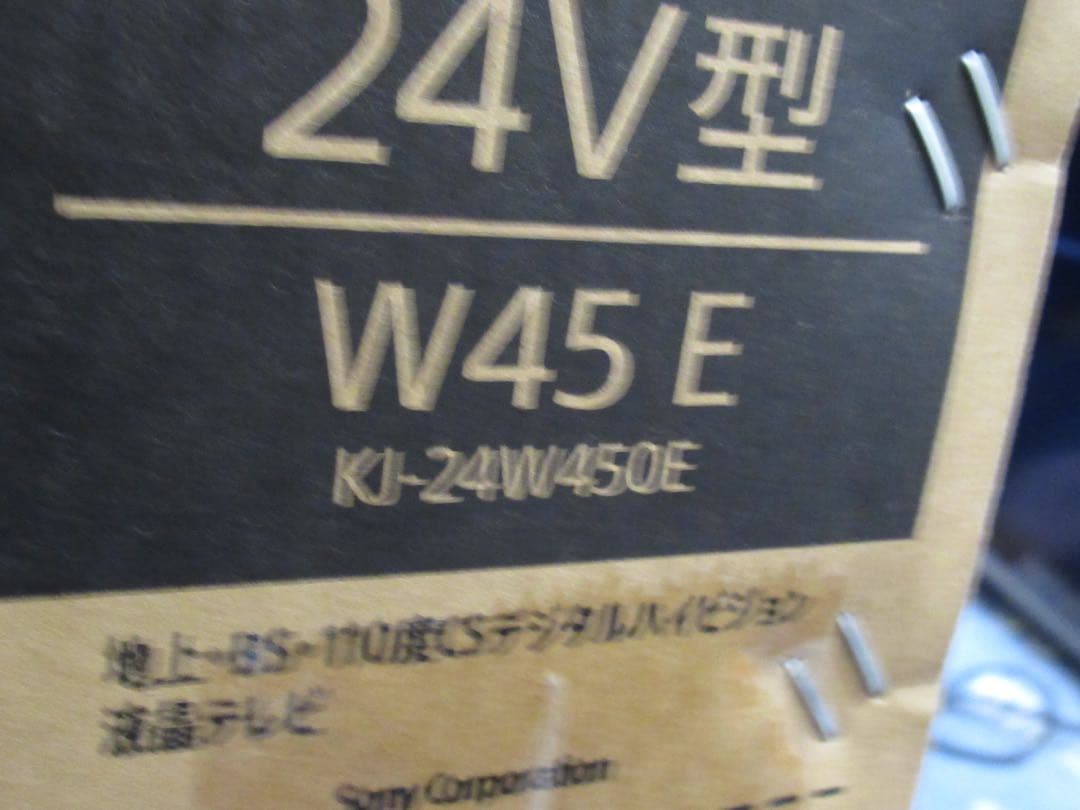 24V型
W45E
KJ-24W450E
地上・BS・110度CSデジタルハイビジョン
液晶テレビ
Sony Corporation